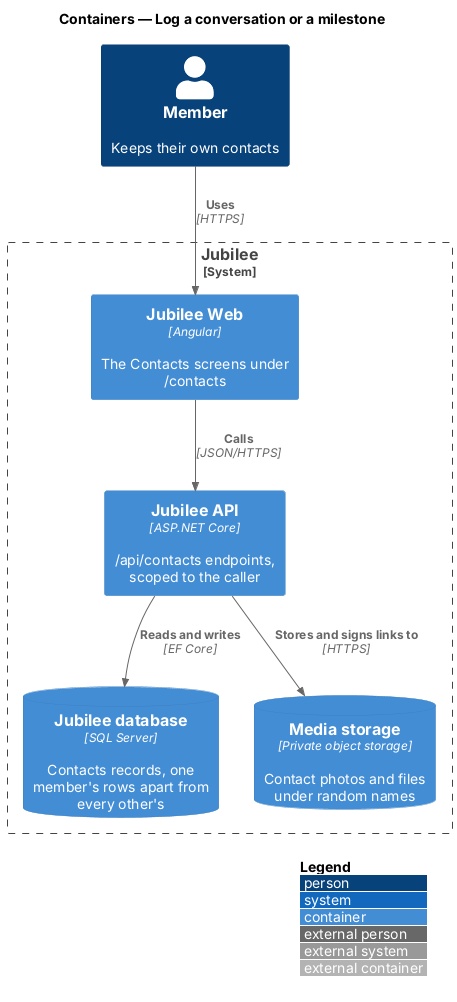 Containers — Log a conversation or a milestone
Member
Keeps their own contacts
Uses
[HTTPS]
Jubilee
[System]
Jubilee Web
[Angular]
The Contacts screens under
/contacts
Calls
[JSON/HTTPS]
Jubilee API
[ASP.NET Core]
/api/contacts endpoints,
scoped to the caller
Reads and writes
[EF Core]
Stores and signs links to
[HTTPS]
Jubilee database
[SQL Server]
Contacts records, one
member's rows apart from
every other's
Media storage
[Private object storage]
Contact photos and files
under random names
Legend
person
system
container
external person
external system
external container